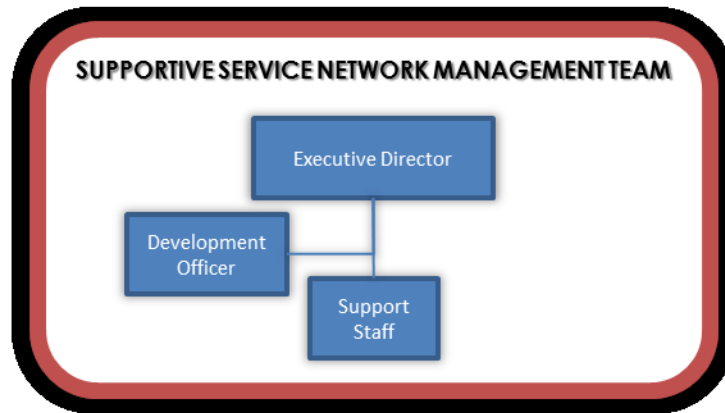 SUPPORTIVE SERVICE NETWORK MANAGEMENT TEAM
Executive Director
Development
Officer
Support
Staff